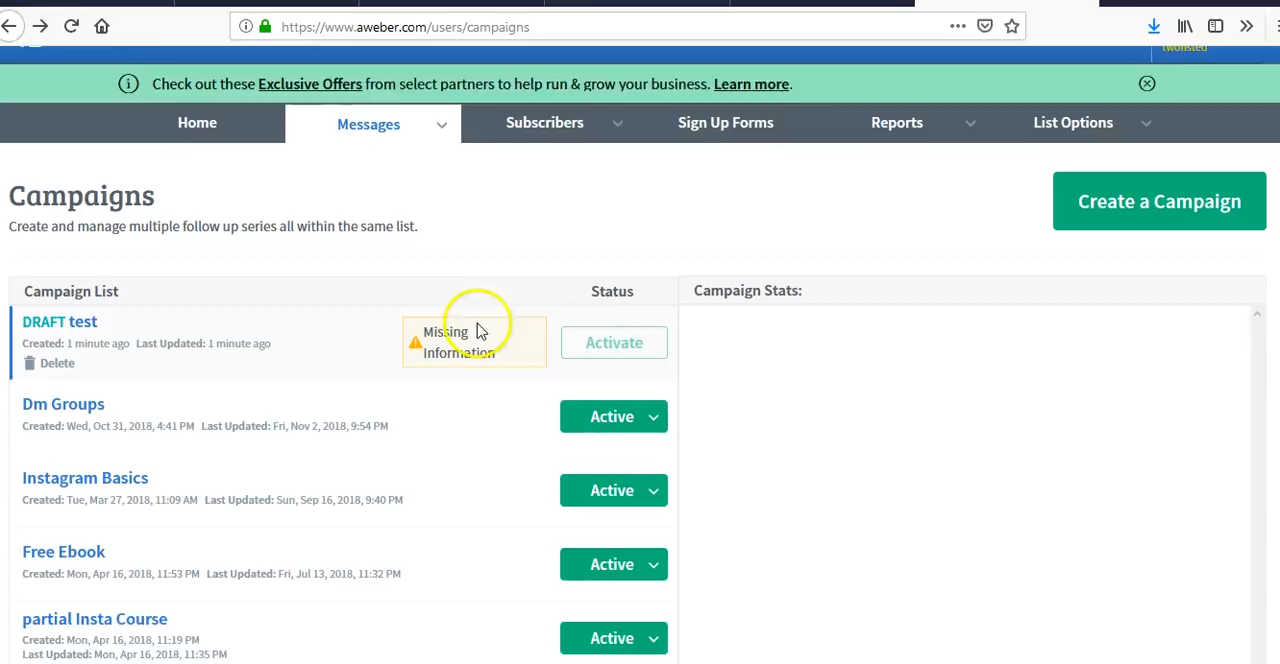 https://www.aweber.com/users/campaigns
Check out these Exclusive Offers from select partners to help run & grow your business. Learn more.
Home Messages Subscribers Sign Up Forms Reports List Options
Campaigns
Create and manage multiple follow up series all within the same list.
Create a Campaign
Campaign List Status Campaign Stats:
DRAFT test
Created: 1 minute ago Last Updated: 1 minute ago
Delete
Missing
Information
Activate
Dm Groups
Created: Wed, Oct 31, 2018, 4:41 PM Last Updated: Fri, Nov 2, 2018, 9:54 PM
Active
Instagram Basics
Created: Tue, Mar 27, 2018, 11:09 AM Last Updated: Sun, Sep 16, 2018, 9:40 PM
Active
Free Ebook
Created: Mon, Apr 16, 2018, 11:53 PM Last Updated: Fri, Jul 13, 2018, 11:32 PM
Active
partial Insta Course
Created: Mon, Apr 16, 2018, 11:19 PM
Last Updated: Mon, Apr 16, 2018, 11:35 PM
Active